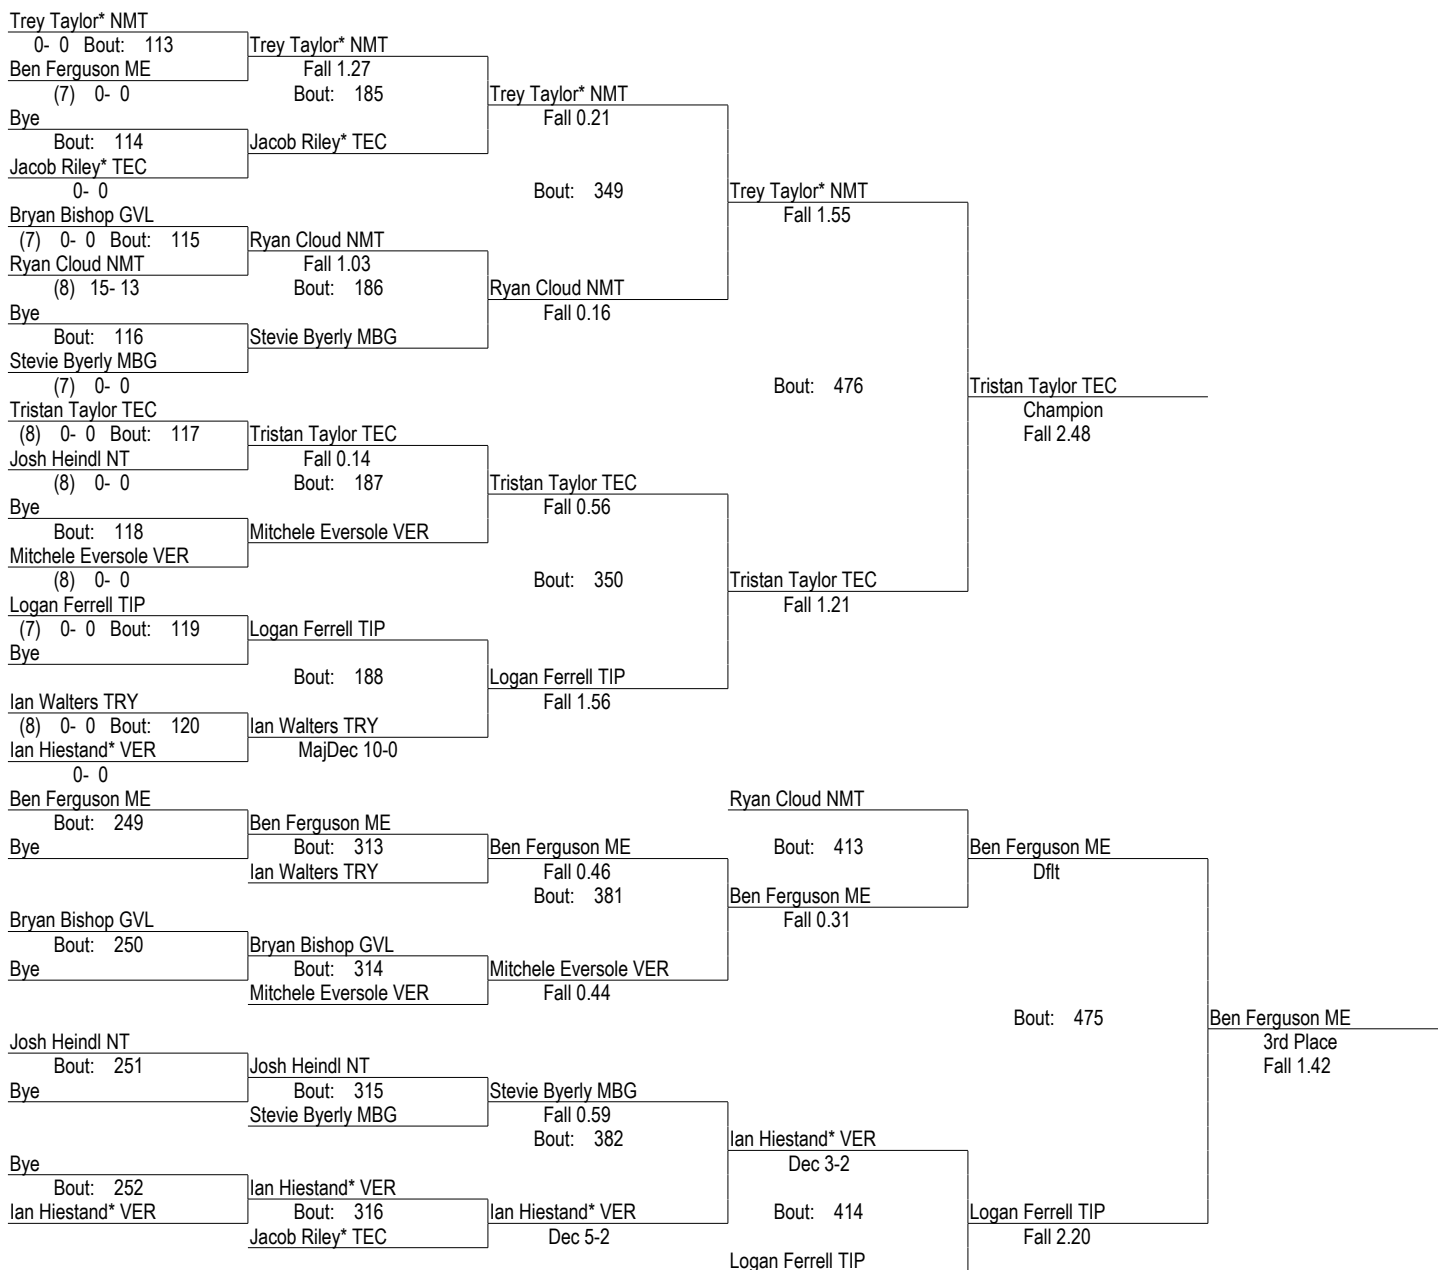 Trey Taylor* NMT
0- 0 Bout: 113 Trey Taylor* NMT
Ben Ferguson ME Fall 1.27
(7) 0- 0 Bout: 185 Trey Taylor* NMT
Bye Fall 0.21
Bout: 114 Jacob Riley* TEC
Jacob Riley* TEC
0- 0 Bout: 349 Trey Taylor* NMT
Bryan Bishop GVL Fall 1.55
(7) 0- 0 Bout: 115 Ryan Cloud NMT
Ryan Cloud NMT Fall 1.03
(8) 15- 13 Bout: 186 Ryan Cloud NMT
Bye Fall 0.16
Bout: 116 Stevie Byerly MBG
Stevie Byerly MBG
(7) 0- 0 Bout: 476 Tristan Taylor TEC
Tristan Taylor TEC Champion
(8) 0- 0 Bout: 117 Tristan Taylor TEC Fall 2.48
Josh Heindl NT Fall 0.14
(8) 0- 0 Bout: 187 Tristan Taylor TEC
Bye Fall 0.56
Bout: 118 Mitchele Eversole VER
Mitchele Eversole VER
(8) 0- 0 Bout: 350 Tristan Taylor TEC
Logan Ferrell TIP Fall 1.21
(7) 0- 0 Bout: 119 Logan Ferrell TIP
Bye
Bout: 188 Logan Ferrell TIP
Ian Walters TRY Fall 1.56
(8) 0- 0 Bout: 120 Ian Walters TRY
Ian Hiestand* VER MajDec 10-0
0- 0
Ben Ferguson ME Ryan Cloud NMT
Bout: 249 Ben Ferguson ME
Bye Bout: 313 Ben Ferguson ME Bout: 413 Ben Ferguson ME
Ian Walters TRY Fall 0.46 Dflt
Bout: 381 Ben Ferguson ME
Bryan Bishop GVL Fall 0.31
Bout: 250 Bryan Bishop GVL
Bye Bout: 314 Mitchele Eversole VER
Mitchele Eversole VER Fall 0.44
Bout: 475 Ben Ferguson ME
Josh Heindl NT 3rd Place
Bout: 251 Josh Heindl NT Fall 1.42
Bye Bout: 315 Stevie Byerly MBG
Stevie Byerly MBG Fall 0.59
Bout: 382 Ian Hiestand* VER
Bye Dec 3-2
Bout: 252 Ian Hiestand* VER
Ian Hiestand* VER Bout: 316 Ian Hiestand* VER Bout: 414 Logan Ferrell TIP
Jacob Riley* TEC Dec 5-2 Fall 2.20
Logan Ferrell TIP